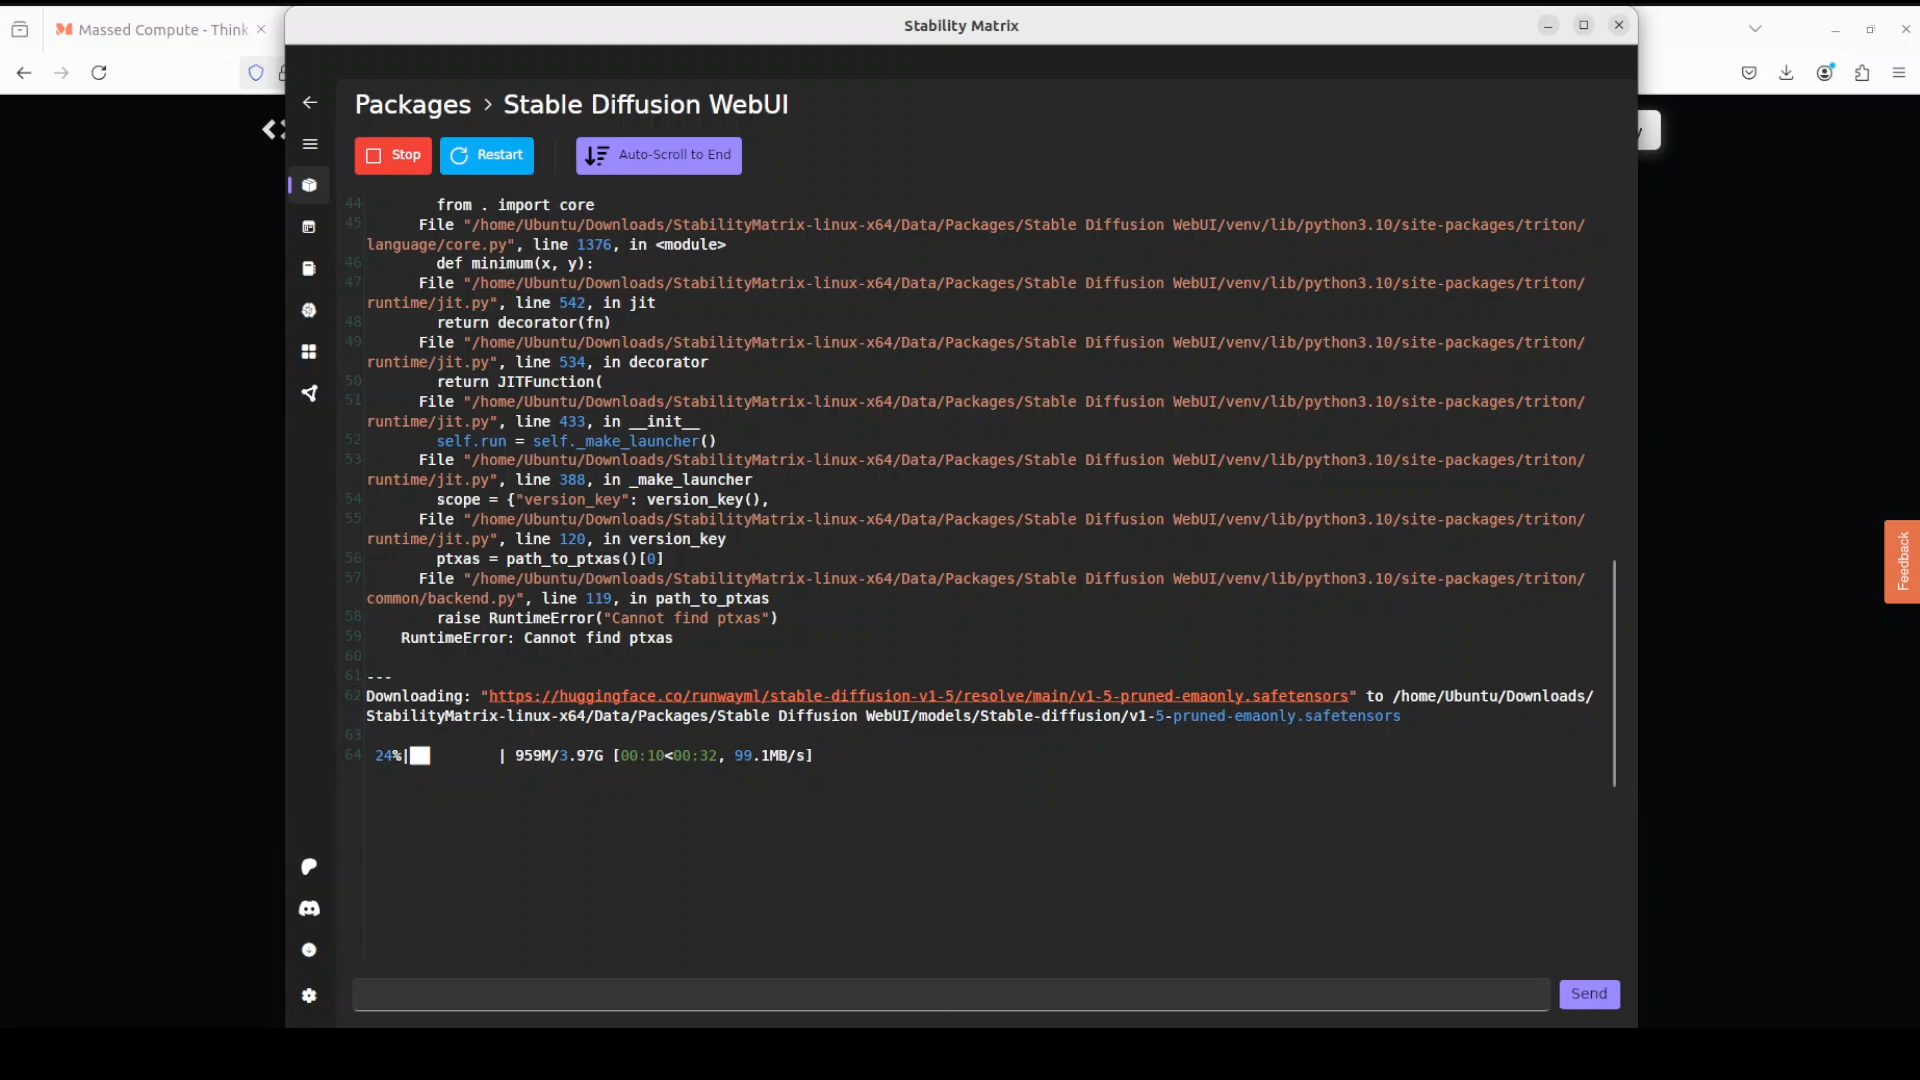 Stability Matrix
Massed Compute - Think
Packages › Stable Diffusion WebUI
Stop
Restart
Auto-Scroll to End
44 from . import core
45 File "/home/Ubuntu/Downloads/StabilityMatrix-linux-x64/Data/Packages/Stable Diffusion WebUI/venv/lib/python3.10/site-packages/triton/
language/core.py", line 1376, in <module>
46 def minimum(x, y):
47 File "/home/Ubuntu/Downloads/StabilityMatrix-linux-x64/Data/Packages/Stable Diffusion WebUI/venv/lib/python3.10/site-packages/triton/
runtime/jit.py", line 542, in jit
48 return decorator(fn)
49 File "/home/Ubuntu/Downloads/StabilityMatrix-linux-x64/Data/Packages/Stable Diffusion WebUI/venv/lib/python3.10/site-packages/triton/
runtime/jit.py", line 534, in decorator
50 return JITFunction(
51 File "/home/Ubuntu/Downloads/StabilityMatrix-linux-x64/Data/Packages/Stable Diffusion WebUI/venv/lib/python3.10/site-packages/triton/
runtime/jit.py", line 433, in __init__
52 self.run = self._make_launcher()
53 File "/home/Ubuntu/Downloads/StabilityMatrix-linux-x64/Data/Packages/Stable Diffusion WebUI/venv/lib/python3.10/site-packages/triton/
runtime/jit.py", line 388, in _make_launcher
54 scope = {"version_key": version_key(),
55 File "/home/Ubuntu/Downloads/StabilityMatrix-linux-x64/Data/Packages/Stable Diffusion WebUI/venv/lib/python3.10/site-packages/triton/
runtime/jit.py", line 120, in version_key
56 ptxas = path_to_ptxas()[0]
57 File "/home/Ubuntu/Downloads/StabilityMatrix-linux-x64/Data/Packages/Stable Diffusion WebUI/venv/lib/python3.10/site-packages/triton/
common/backend.py", line 119, in path_to_ptxas
58 raise RuntimeError("Cannot find ptxas")
59 RuntimeError: Cannot find ptxas
60
61 ---
62 Downloading: "https://huggingface.co/runwayml/stable-diffusion-v1-5/resolve/main/v1-5-pruned-emaonly.safetensors" to /home/Ubuntu/Downloads/
StabilityMatrix-linux-x64/Data/Packages/Stable Diffusion WebUI/models/Stable-diffusion/v1-5-pruned-emaonly.safetensors
63
64 24%|██ | 959M/3.97G [00:10<00:32, 99.1MB/s]
Send
Feedback